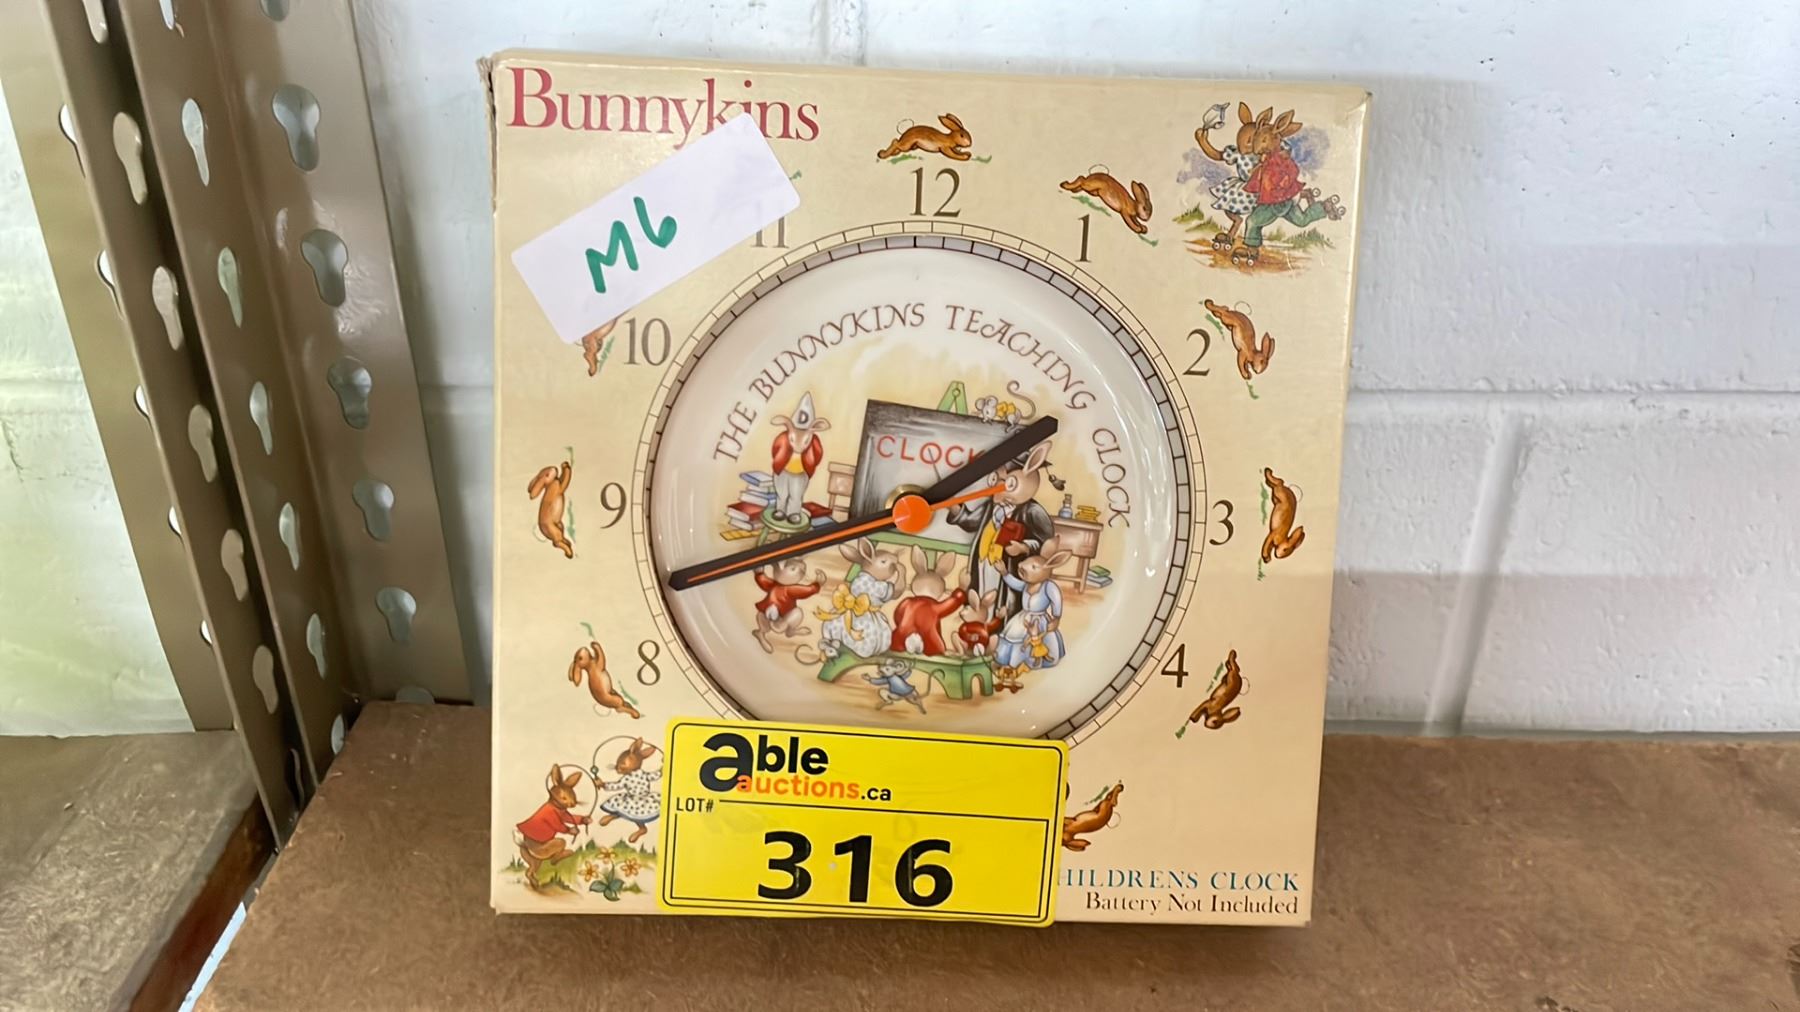 Bunnykins
M6
12
11
1
10
2
9
3
8
4
THE BUNNYKINS TEACHING CLOCK
D
CLOCK
able
auctions.ca
LOT#
316
HILDRENS CLOCK
Battery Not Included